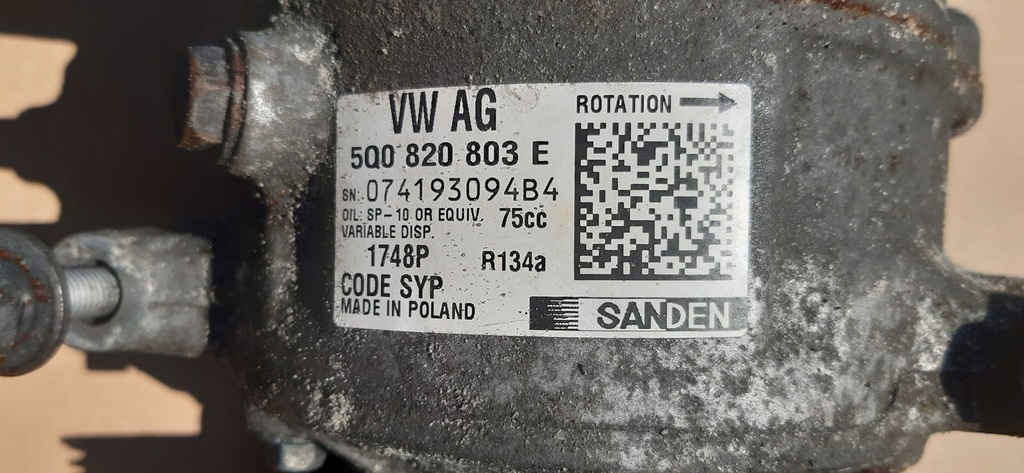 VW AG
ROTATION
5Q0 820 803 E
SN: 074193094B4
OIL: SP-10 OR EQUIV. 75cc
VARIABLE DISP.
1748P R134a
CODE SYP
MADE IN POLAND
SANDEN